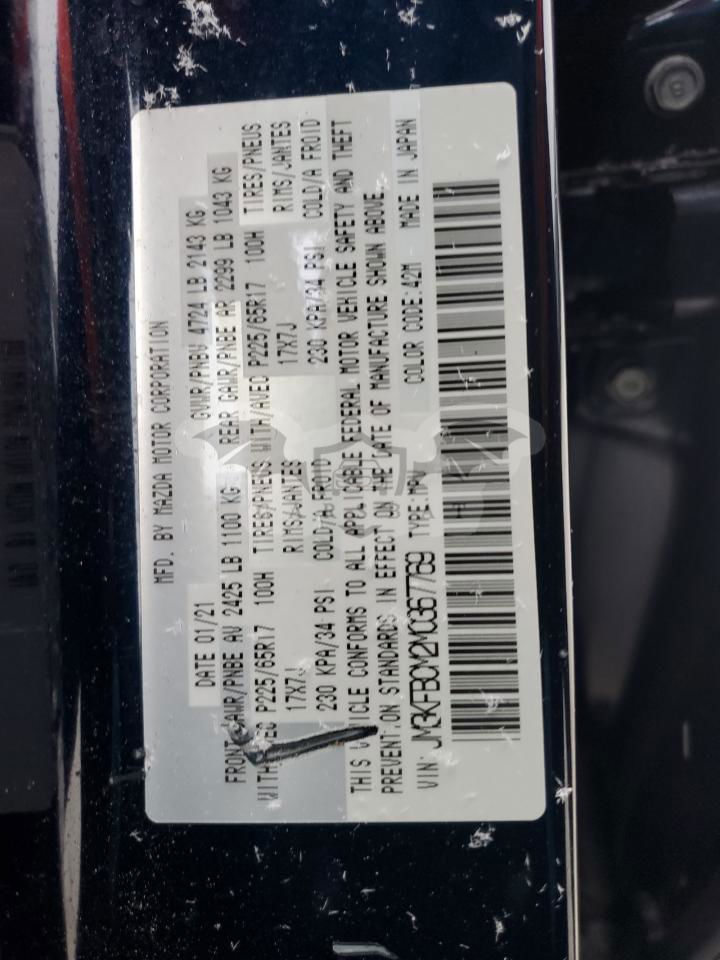 MFD. BY MAZDA MOTOR CORPORATION
DATE 01/21 GVWR/PNBV 4724 LB 2143 KG
FRONT GAWR/PNBE AV 2425 LB 1100 KG REAR GAWR/PNBE AR 2299 LB 1043 KG
WITH/AVEC P225/65R17 100H TIRES/PNEUS WITH/AVEC P225/65R17 100H TIRES/PNEUS
17X7J RIMS/JANTES 17X7J RIMS/JANTES
230 KPA/34 PSI COLD/A FROID 230 KPA/34 PSI COLD/A FROID
THIS VEHICLE CONFORMS TO ALL APPLICABLE FEDERAL MOTOR VEHICLE SAFETY AND THEFT
PREVENTION STANDARDS IN EFFECT ON THE DATE OF MANUFACTURE SHOWN ABOVE.
VIN: JM3KFBCM2M0367769 TYPE:MPV COLOR CODE:42M MADE IN JAPAN